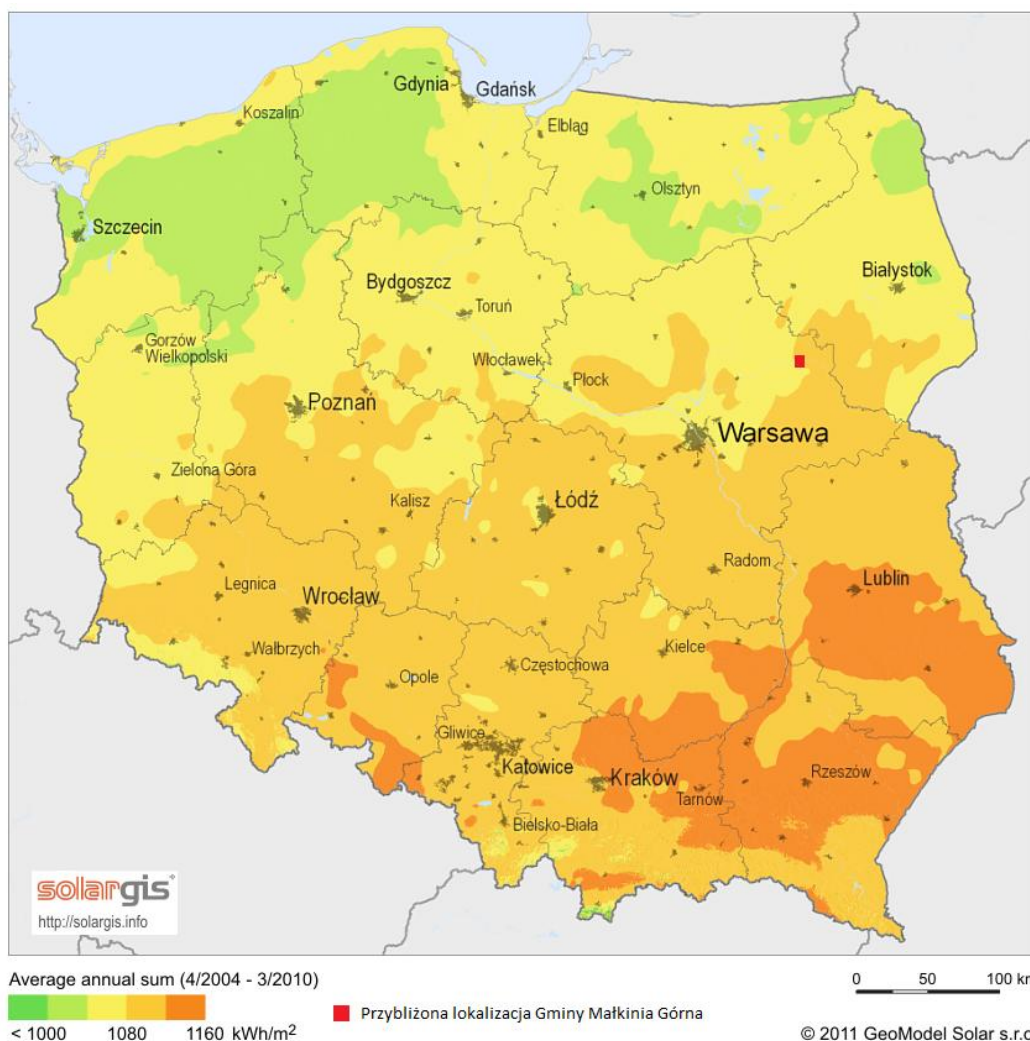 Gdynia
Gdańsk
Koszalin
Elbląg
Olsztyn
Szczecin
Białystok
Bydgoszcz
Toruń
Gorzów
Wielkopolski
Włocławek
Płock
Poznań
Warsawa
Zielona Góra
Kalisz
Łódź
Radom
Lublin
Legnica
Wrocław
Wałbrzych
Kielce
Opole
Częstochowa
Gliwice
Katowice
Kraków
Tarnów
Rzeszów
Bielsko-Biała
solargis
http://solargis.info
Average annual sum (4/2004 - 3/2010)
0 50 100 km
< 1000 1080 1160 kWh/m²
Przybliżona lokalizacja Gminy Małkinia Górna
© 2011 GeoModel Solar s.r.o